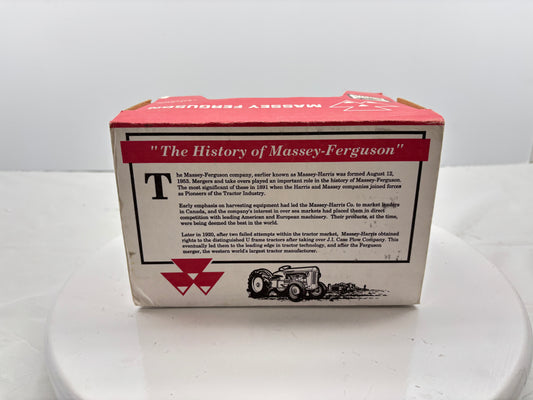 MASSEY FERGUSON
"The History of Massey-Ferguson"
The Massey-Ferguson company, earlier known as Massey-Harris was formed August 12,
1953. Mergers and take overs played an important role in the history of Massey-Ferguson.
The most significant of these in 1891 when the Harris and Massey companies joined forces
as Pioneers of the Tractor Industry.
Early emphasis on harvesting equipment had led the Massey-Harris Co. to market leaders
in Canada, and the company's interest in over sea markets had placed them in direct
competition with leading American and European machinery. Their products, at the time,
were being deemed the best in the world.
Later in 1920, after two failed attempts within the tractor market, Massey-Harris obtained
rights to the distinguished U frame tractors after taking over J.I. Case Plow Company. This
eventually led them to the leading edge in tractor technology, and after the Ferguson
merger, the western world's largest tractor manufacturer.